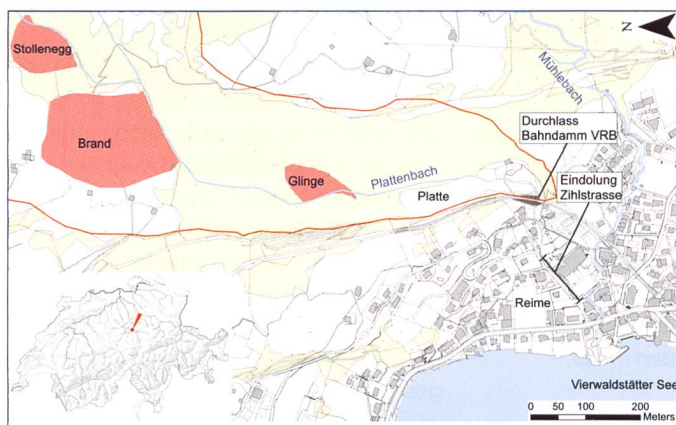 N
Stollenegg
Brand
Glinge
Plattenbach
Platte
Mühlebach
Durchlass
Bahndamm VRB
Eindolung
Zihlstrasse
Reime
Vierwaldstätter See
0 50 100 200
Meters